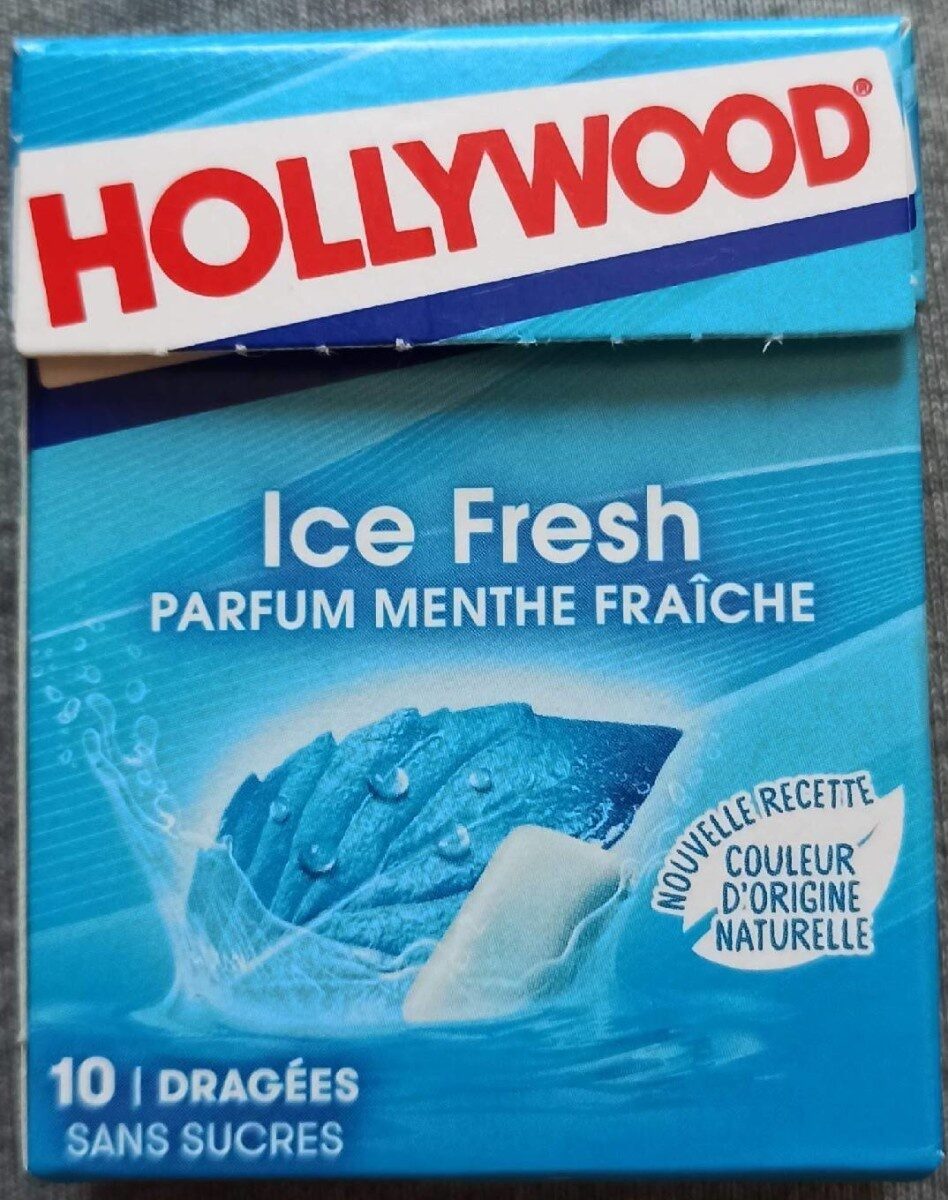 HOLLYWOOD®
Ice Fresh
PARFUM MENTHE FRAÎCHE
NOUVELLE RECETTE
COULEUR
D'ORIGINE
NATURELLE
10 | DRAGÉES
SANS SUCRES